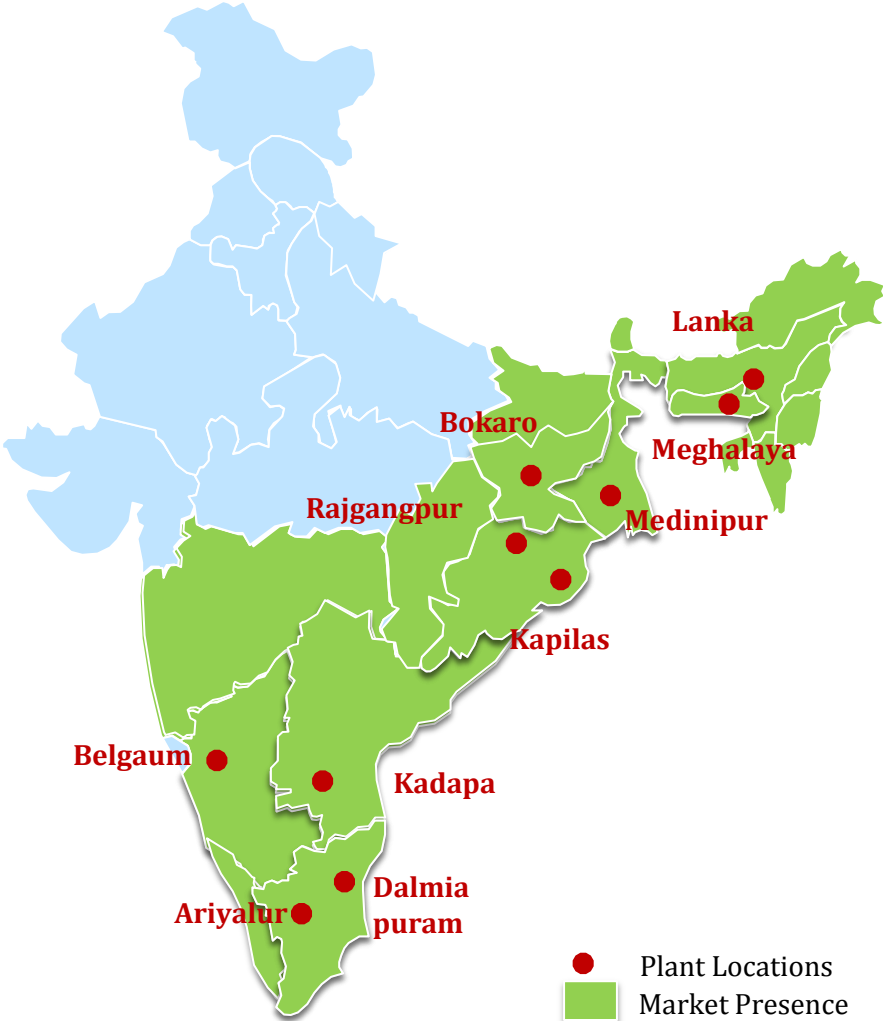 Lanka
Bokaro
Meghalaya
Rajgangpur
Medinipur
Kapilas
Belgaum
Kadapa
Dalmia
puram
Ariyalur
Plant Locations
Market Presence